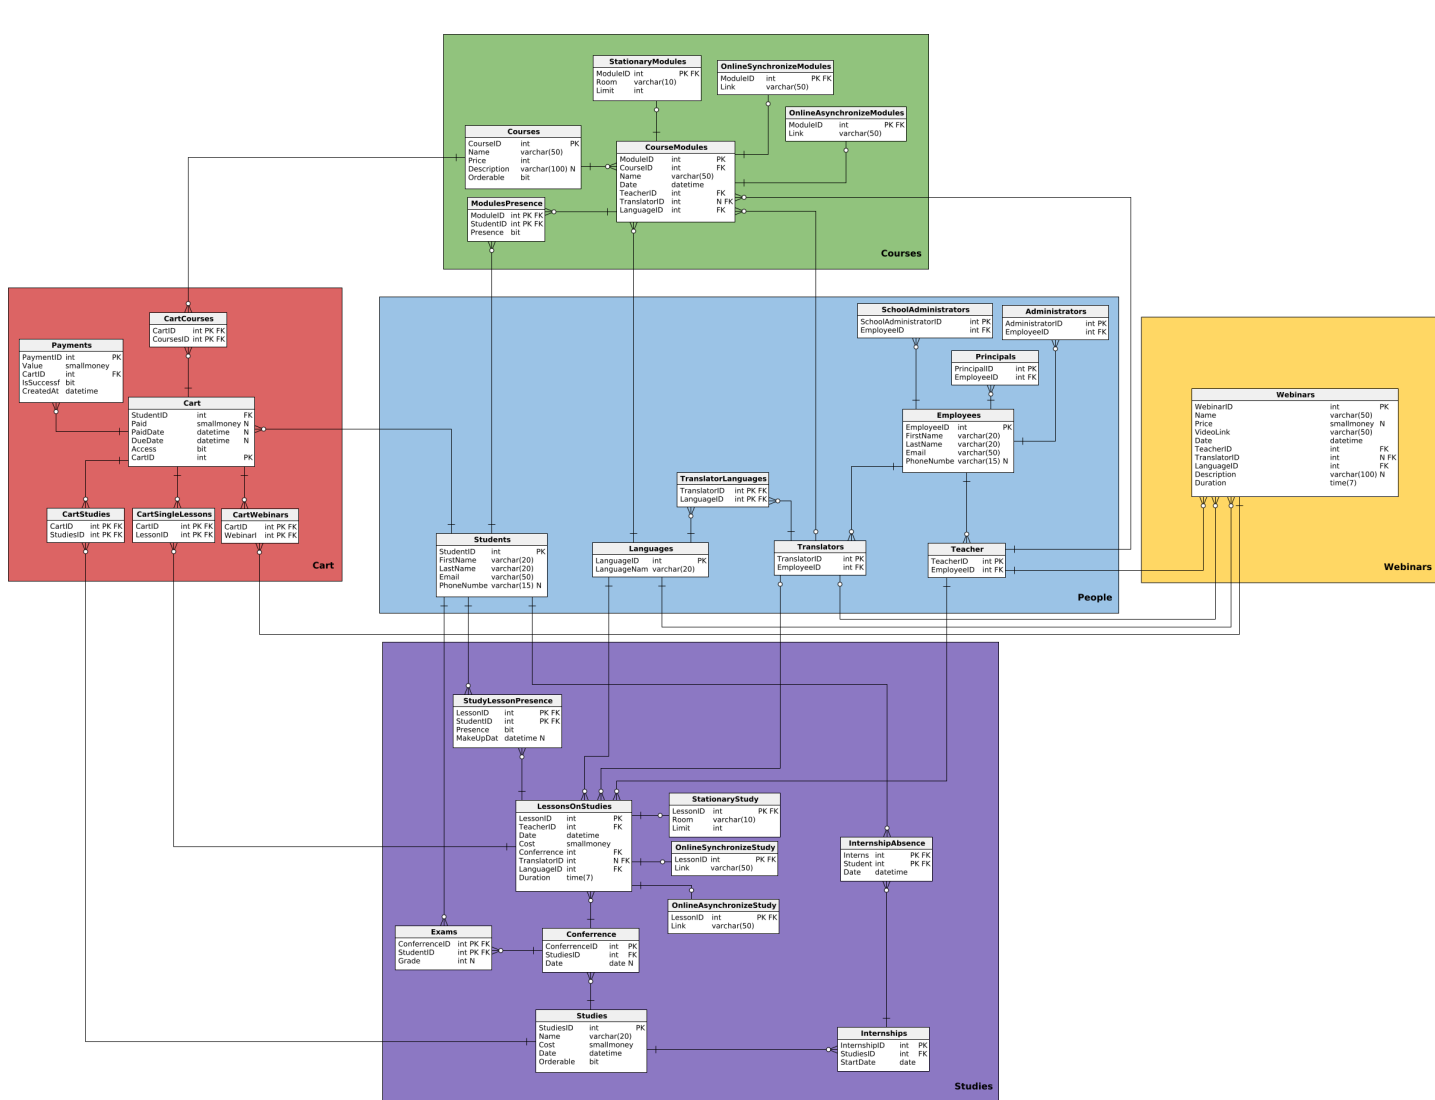 StationaryModules
ModuleID int PK FK
Room varchar(10)
Limit int
OnlineSynchronizeModules
ModuleID int PK FK
Link varchar(50)
OnlineAsynchronizeModules
ModuleID int PK FK
Link varchar(50)
Courses
CourseID int PK
Name varchar(50)
Price int
Description varchar(100) N
Orderable bit
CourseModules
ModuleID int PK
CourseID int FK
Name varchar(50)
Date datetime
TeacherID int FK
TranslatorID int N FK
LanguageID int FK
ModulesPresence
ModuleID int PK FK
StudentID int PK FK
Presence bit
Courses
CartCourses
CartID int PK FK
CoursesID int PK FK
Payments
PaymentID int PK
Value smallmoney
CartID int FK
IsSuccessf bit
CreatedAt datetime
Cart
StudentID int FK
Paid smallmoney N
PaidDate datetime N
DueDate datetime N
Access bit
CartID int PK
CartStudies
CartID int PK FK
StudiesID int PK FK
CartSingleLessons
CartID int PK FK
LessonID int PK FK
CartWebinars
CartID int PK FK
WebinarI int PK FK
Cart
SchoolAdministrators
SchoolAdministratorID int PK
EmployeeID int FK
Administrators
AdministratorID int PK
EmployeeID int FK
Principals
PrincipalID int PK
EmployeeID int FK
Employees
EmployeeID int PK
FirstName varchar(20)
LastName varchar(20)
Email varchar(50)
PhoneNumbe varchar(15) N
TranslatorLanguages
TranslatorID int PK FK
LanguageID int PK FK
Students
StudentID int PK
FirstName varchar(20)
LastName varchar(20)
Email varchar(50)
PhoneNumbe varchar(15) N
Languages
LanguageID int PK
LanguageNam varchar(20)
Translators
TranslatorID int PK
EmployeeID int FK
Teacher
TeacherID int PK
EmployeeID int FK
People
Webinars
WebinarID int PK
Name varchar(50)
Price smallmoney N
VideoLink varchar(50)
Date datetime
TeacherID int FK
TranslatorID int N FK
LanguageID int FK
Description varchar(100) N
Duration time(7)
Webinars
StudyLessonPresence
LessonID int PK FK
StudentID int PK FK
Presence bit
MakeUpDat datetime N
LessonsOnStudies
LessonID int PK
TeacherID int FK
Date datetime
Cost smallmoney
Conferrence int FK
TranslatorID int N FK
LanguageID int FK
Duration time(7)
StationaryStudy
LessonID int PK FK
Room varchar(10)
Limit int
OnlineSynchronizeStudy
LessonID int PK FK
Link varchar(50)
OnlineAsynchronizeStudy
LessonID int PK FK
Link varchar(50)
InternshipAbsence
Interns int PK FK
Student int PK FK
Date datetime
Exams
ConferrenceID int PK FK
StudentID int PK FK
Grade int N
Conferrence
ConferrenceID int PK
StudiesID int FK
Date date N
Studies
StudiesID int PK
Name varchar(20)
Cost smallmoney
Date datetime
Orderable bit
Internships
InternshipID int PK
StudiesID int FK
StartDate date
Studies